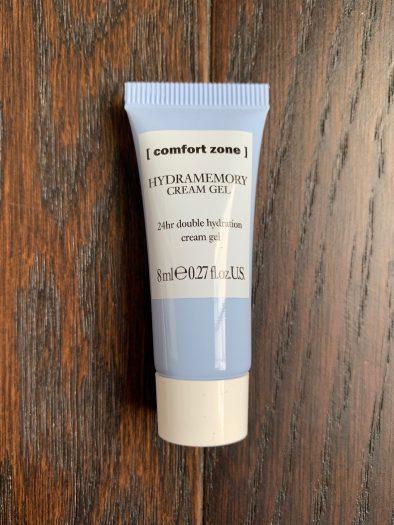 [ comfort zone ]
HYDRAMEMORY
CREAM GEL
24hr double hydration
cream gel
8 ml℮0.27 fl.oz.U.S.